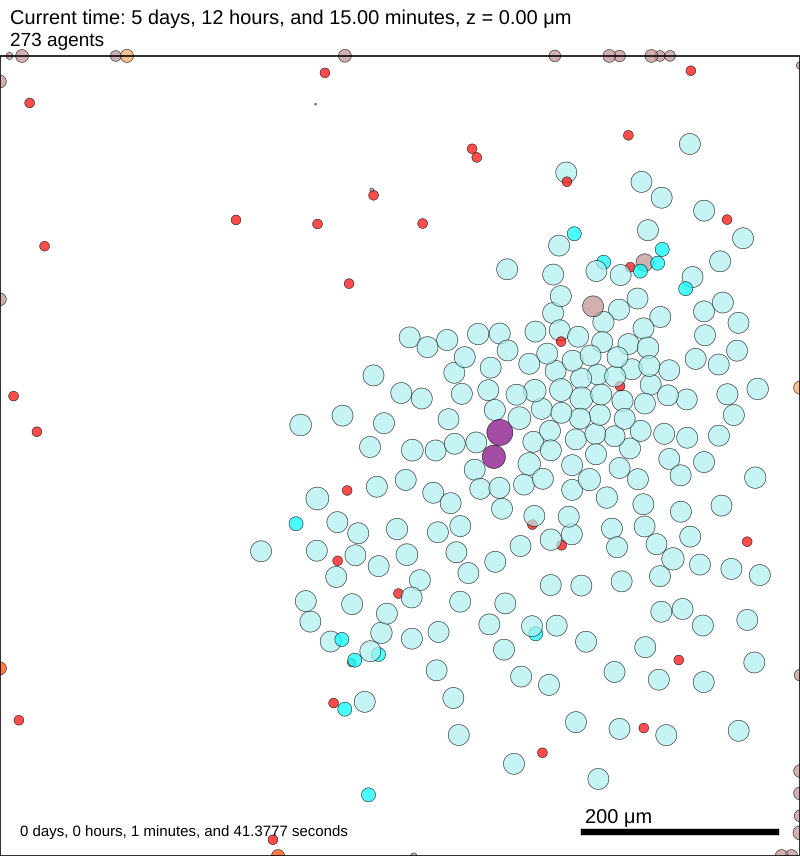 Current time: 5 days, 12 hours, and 15.00 minutes, z = 0.00 μm
273 agents
200 μm
0 days, 0 hours, 1 minutes, and 41.3777 seconds